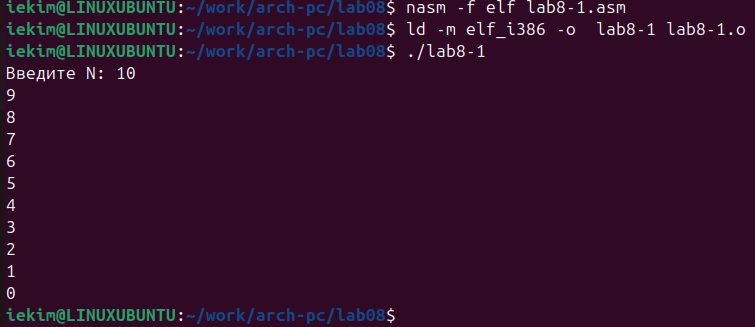 iekim@LINUXUBUNTU:~/work/arch-pc/lab08$ nasm -f elf lab8-1.asm
iekim@LINUXUBUNTU:~/work/arch-pc/lab08$ ld -m elf_i386 -o  lab8-1 lab8-1.o
iekim@LINUXUBUNTU:~/work/arch-pc/lab08$ ./lab8-1
Введите N: 10
9
8
7
6
5
4
3
2
1
0
iekim@LINUXUBUNTU:~/work/arch-pc/lab08$